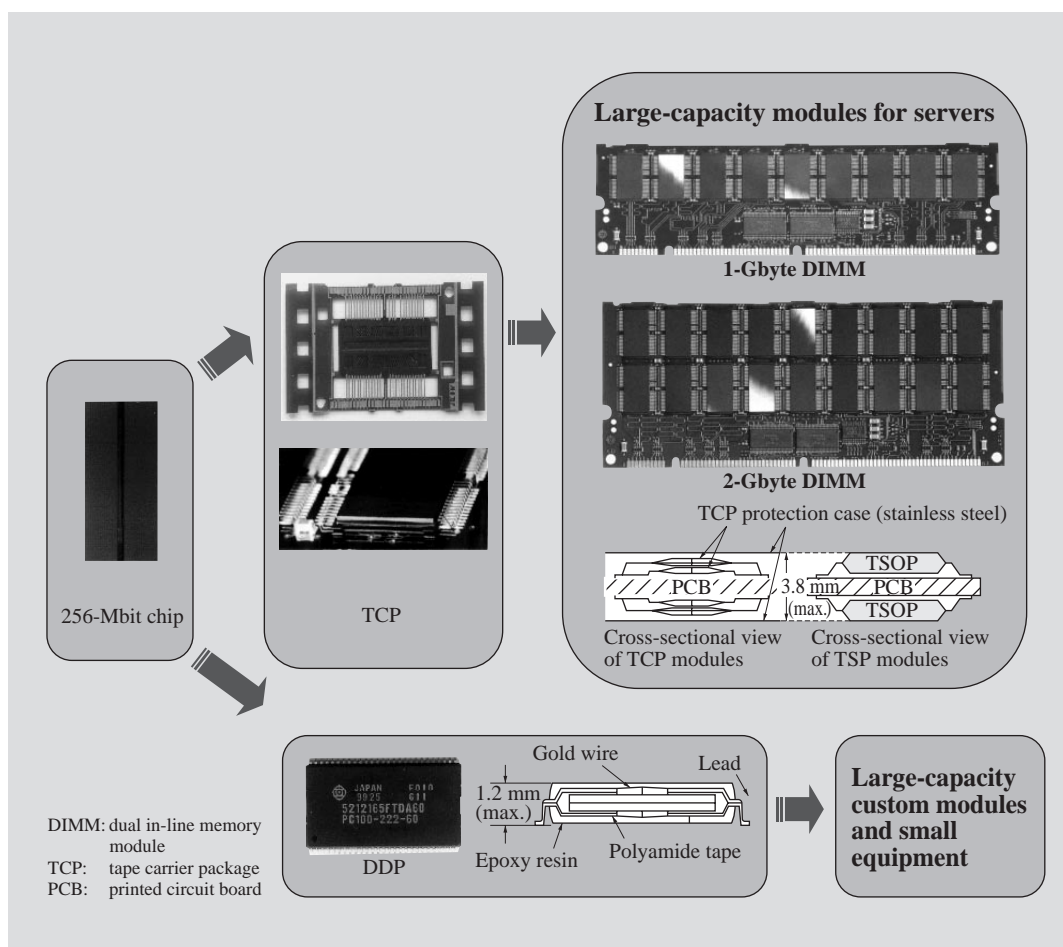 Large-capacity modules for servers
1-Gbyte DIMM
2-Gbyte DIMM
TCP protection case (stainless steel)
TSOP
PCB
3.8 mm
(max.)
PCB
TSOP
Cross-sectional view
of TCP modules
Cross-sectional view
of TSP modules
256-Mbit chip
TCP
Gold wire
Lead
1.2 mm
(max.)
Epoxy resin
Polyamide tape
JAPAN
9925
5212165FTDA60
PC100-222-60
DDP
Large-capacity
custom modules
and small
equipment
DIMM: dual in-line memory
module
TCP: tape carrier package
PCB: printed circuit board